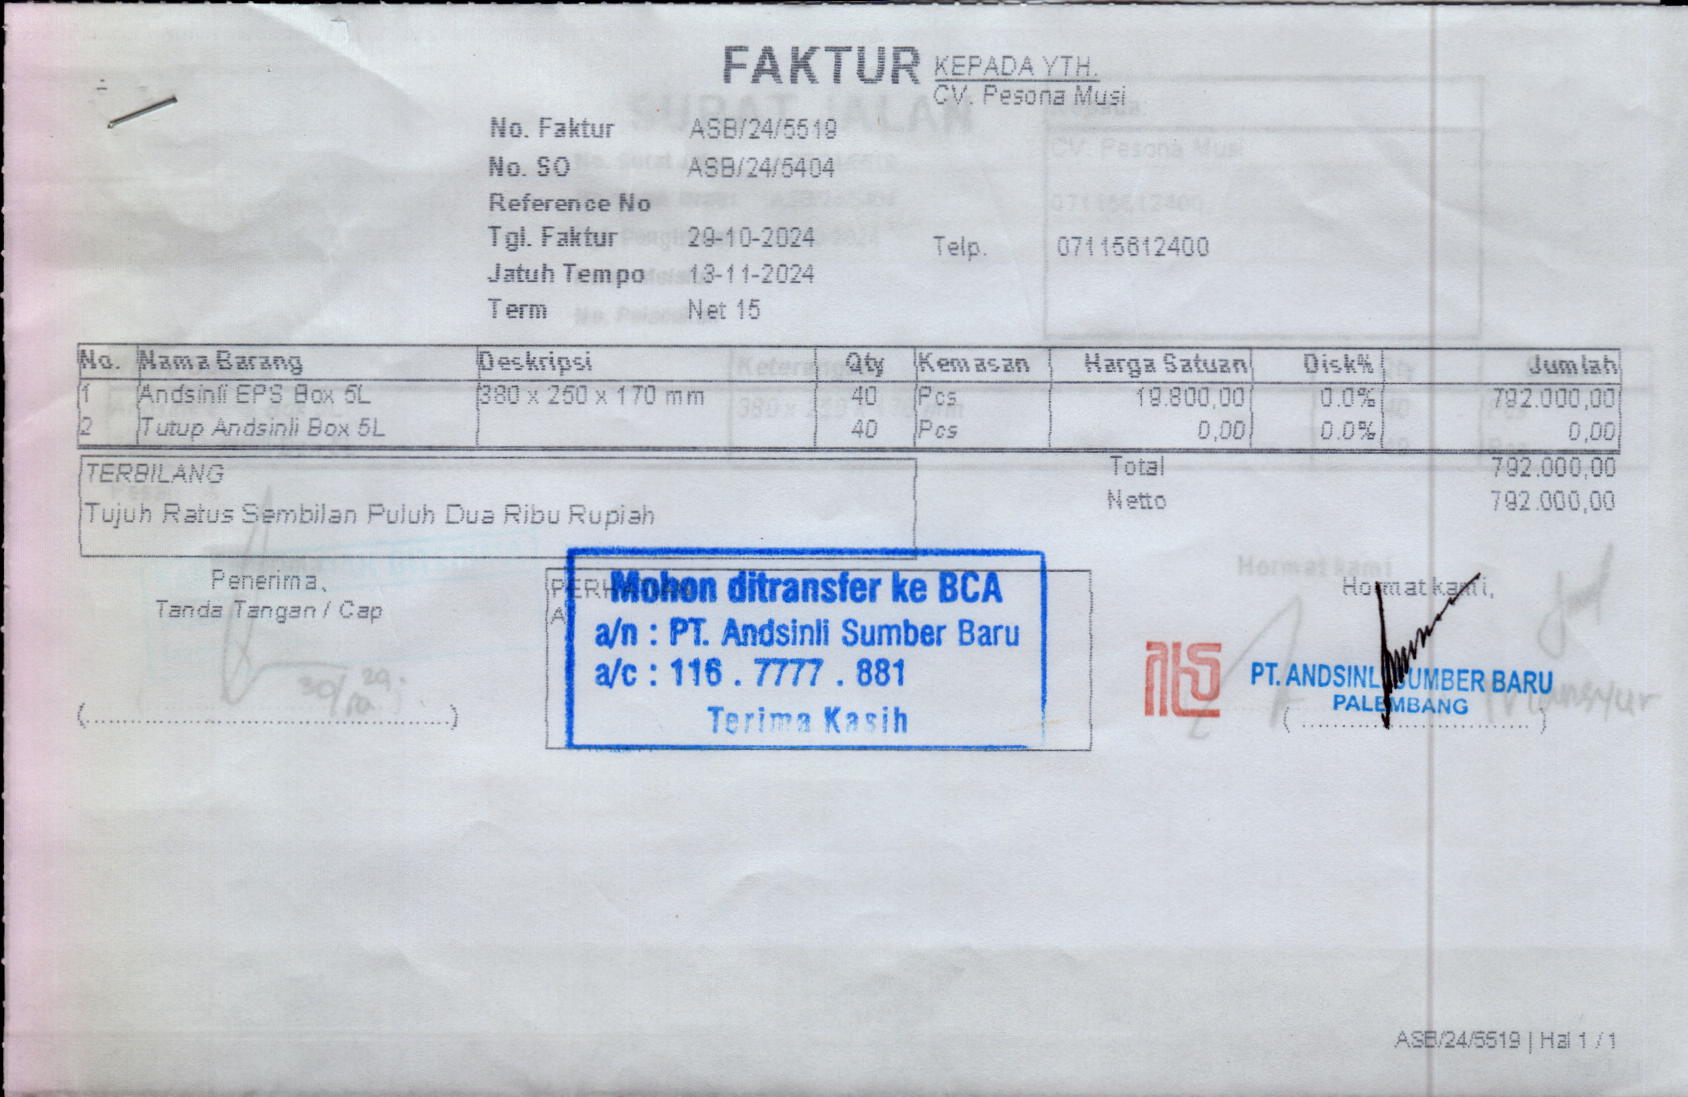 FAKTUR
KEPADA YTH.
CV. Pesona Musi
No. Faktur ASB/24/5519
No. SO ASB/24/5404
Reference No
Tgl. Faktur 29-10-2024
Telp. 07115612400
Jatuh Tempo 13-11-2024
Term Net 15
No. Nama Barang Deskripsi Qty Kemasan Harga Satuan Disk% Jumlah
1 Andsinli EPS Box 5L 380 x 250 x 170 mm 40 Pcs 19.800,00 0.0% 792.000,00
2 Tutup Andsinli Box 5L 40 Pcs 0,00 0.0% 0,00
TERBILANG
Tujuh Ratus Sembilan Puluh Dua Ribu Rupiah
Total 792.000,00
Netto 792.000,00
Penerima,
Tanda Tangan / Cap
(....................................................)
Mohon ditransfer ke BCA
a/n : PT. Andsinli Sumber Baru
a/c : 116 . 7777 . 881
Terima Kasih
Hormat kami,
PT. ANDSINLI SUMBER BARU
PALEMBANG
(..................................)
ASB/24/5519 | Hal 1 / 1